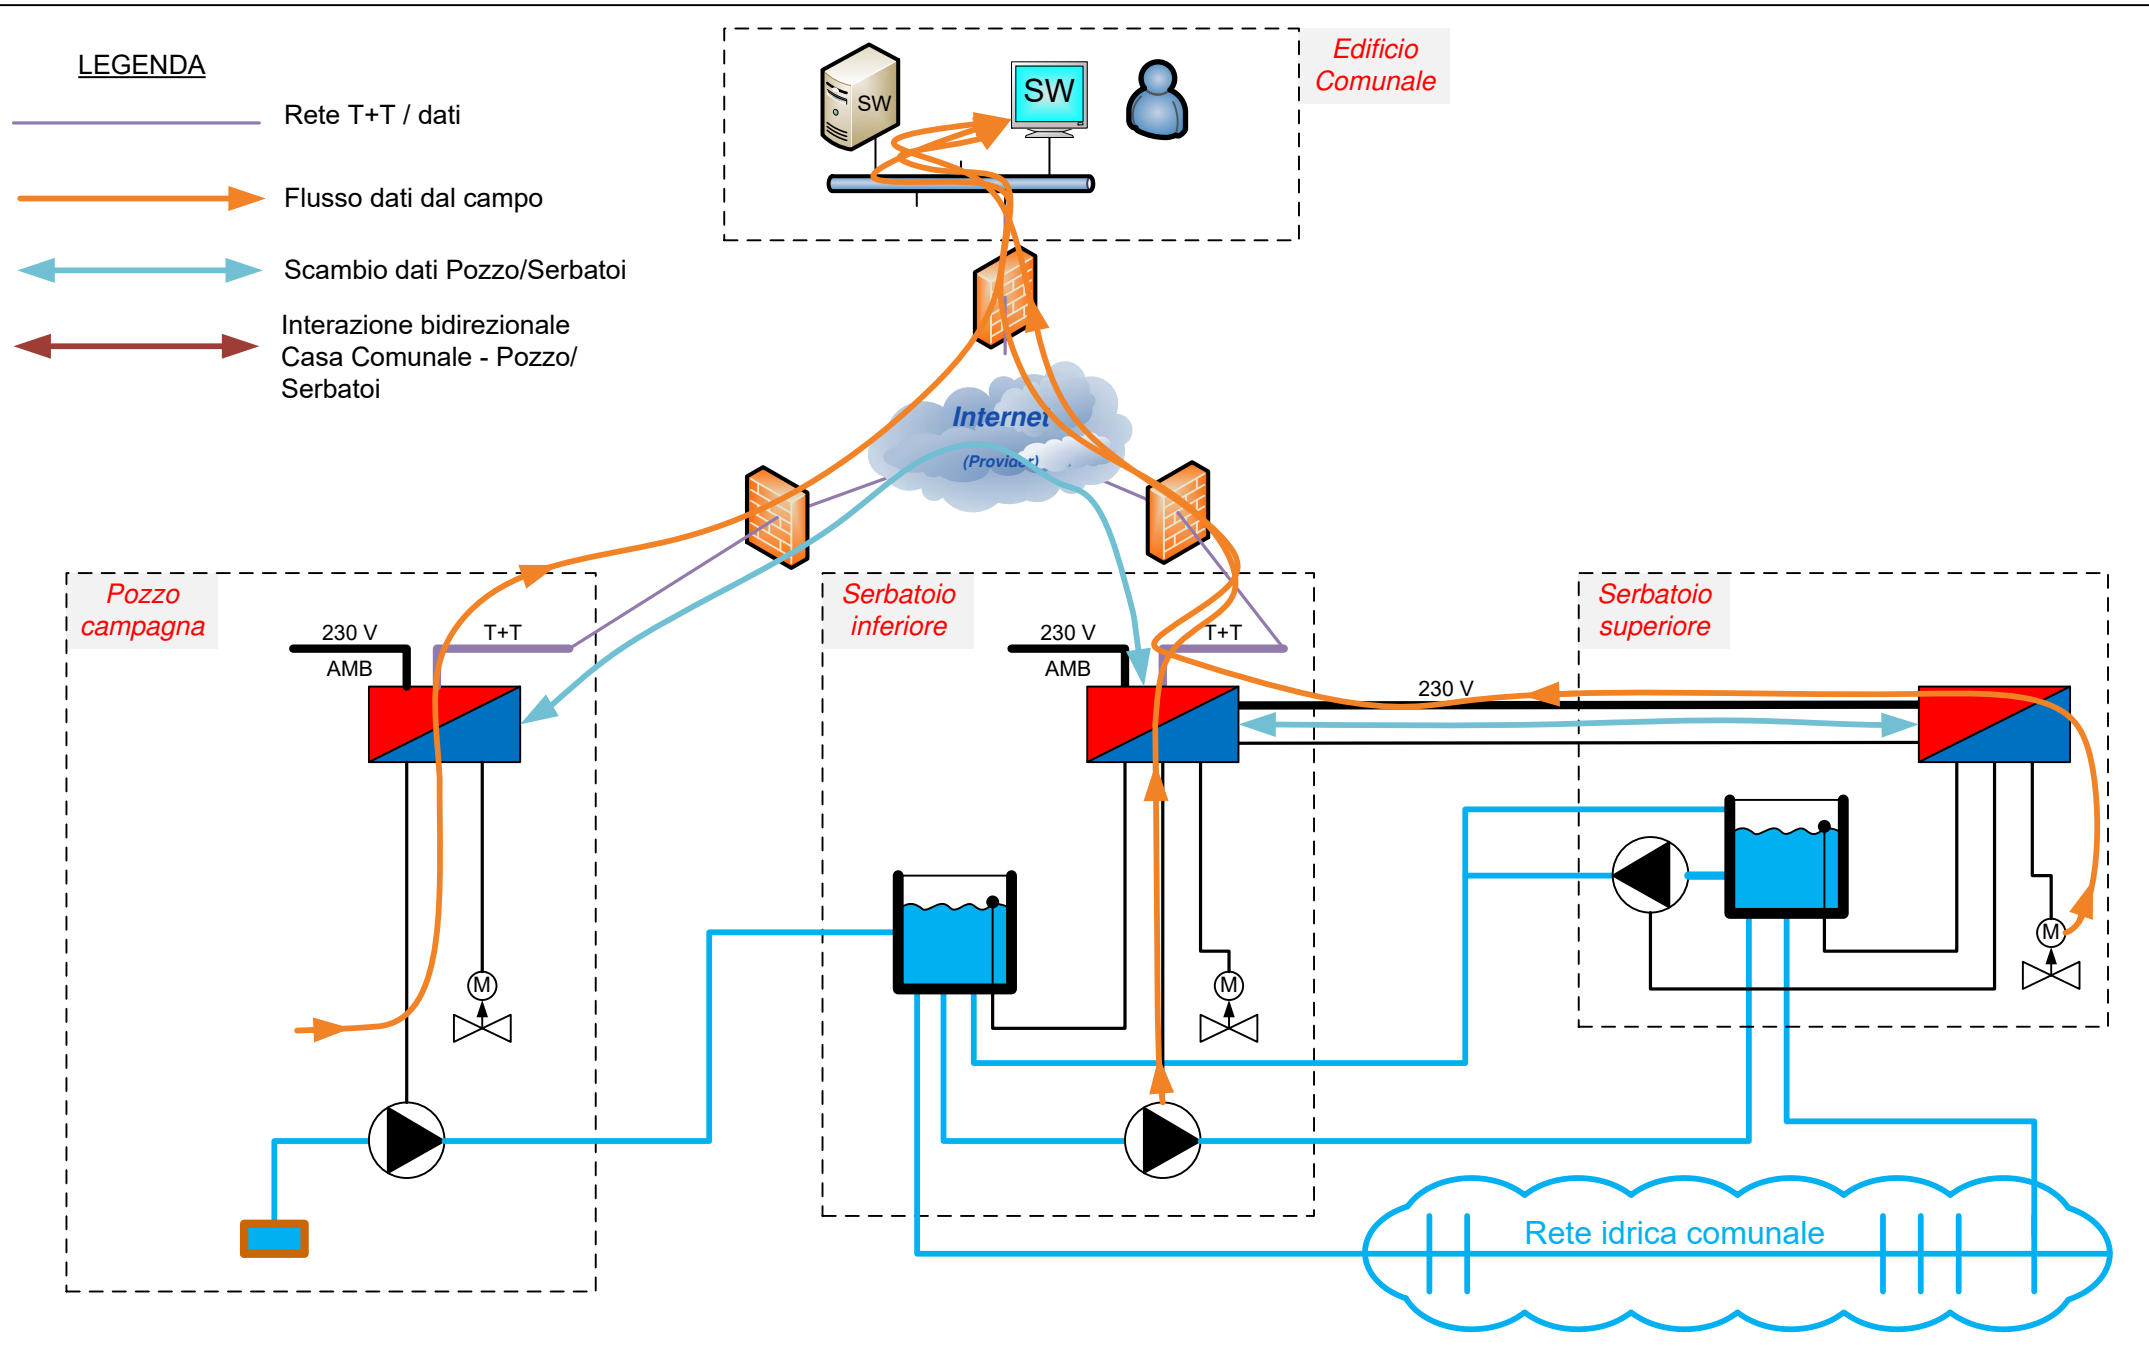 LEGENDA
Rete T+T / dati
Flusso dati dal campo
Scambio dati Pozzo/Serbatoi
Interazione bidirezionale
Casa Comunale - Pozzo/
Serbatoi
SW
SW
Edificio
Comunale
Internet
(Provider)
Pozzo
campagna
230 V
AMB
T+T
M
Serbatoio
inferiore
230 V
AMB
T+T
M
230 V
Serbatoio
superiore
M
Rete idrica comunale